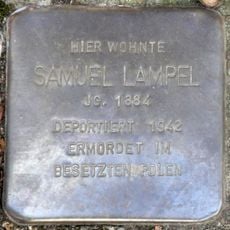 HIER WOHNTE
SAMUEL LAMPEL
JG. 1884
DEPORTIERT 1942
ERMORDET IM
BESETZTEN POLEN